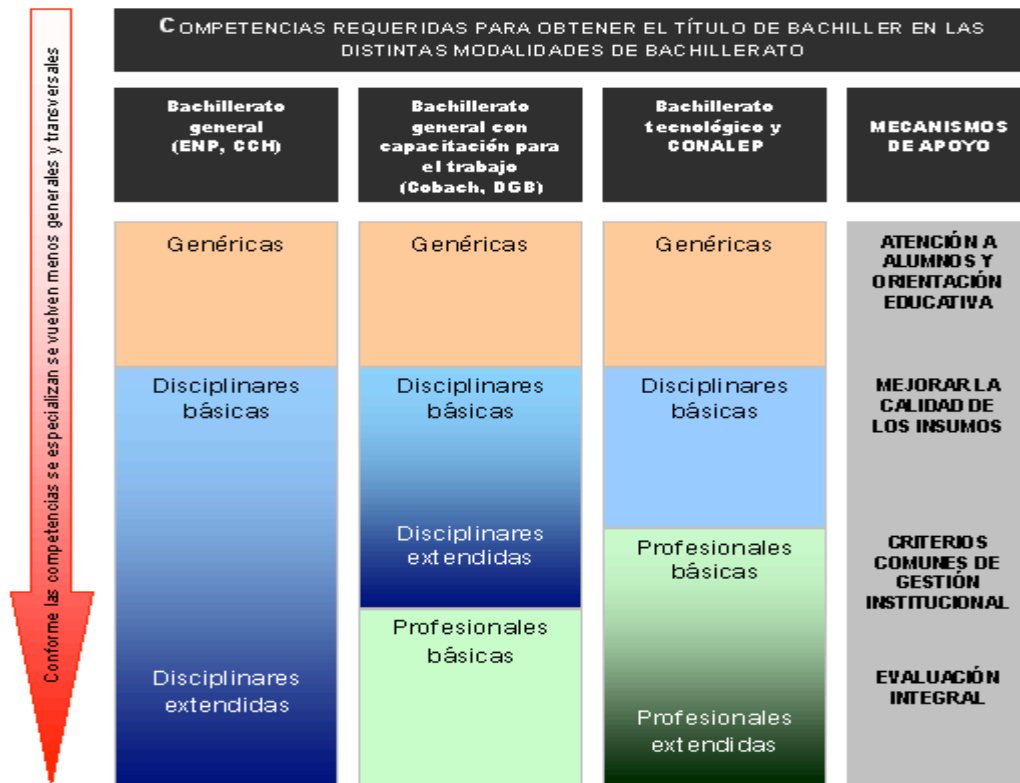 COMPETENCIAS REQUERIDAS PARA OBTENER EL TÍTULO DE BACHILLER EN LAS
DISTINTAS MODALIDADES DE BACHILLERATO
Conforme las competencias se especializan se vuelven menos generales y transversales
Bachillerato
general
(ENP, CCH)
Bachillerato
general con
capacitación para
el trabajo
(Cobach, DGB)
Bachillerato
tecnológico y
CONALEP
MECANISMOS
DE APOYO
Genéricas
Genéricas
Genéricas
ATENCIÓN A
ALUMNOS Y
ORIENTACIÓN
EDUCATIVA
Disciplinares
básicas
Disciplinares
básicas
Disciplinares
básicas
MEJORAR LA
CALIDAD DE
LOS INSUMOS
Disciplinares
extendidas
Profesionales
básicas
CRITERIOS
COMUNES DE
GESTIÓN
INSTITUCIONAL
Disciplinares
extendidas
Profesionales
básicas
Profesionales
extendidas
EVALUACIÓN
INTEGRAL